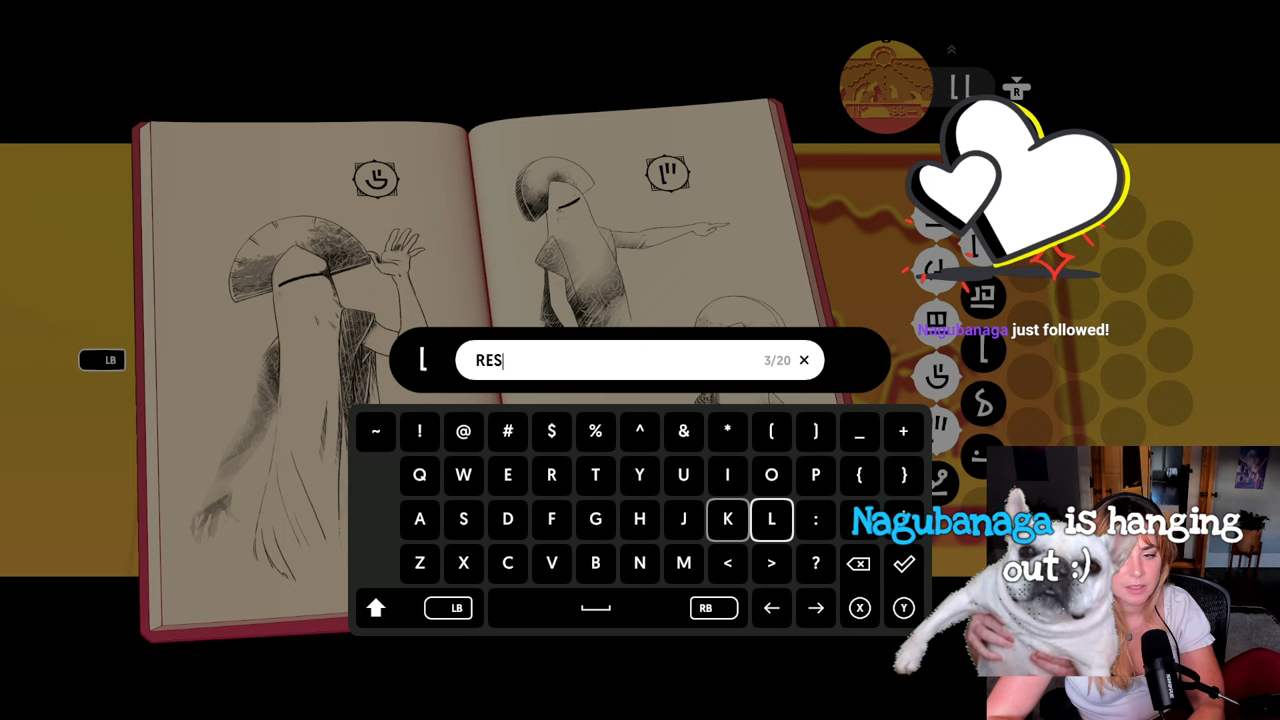 R
LB
RES 3/20 ×
~ ! @ # $ % ^ & * ( ) _ +
Q W E R T Y U I O P { }
A S D F G H J K L :
Z X C V B N M < > ?
LB RB ← → X Y
Nagubanaga just followed!
Nagubanaga is hanging
out :)